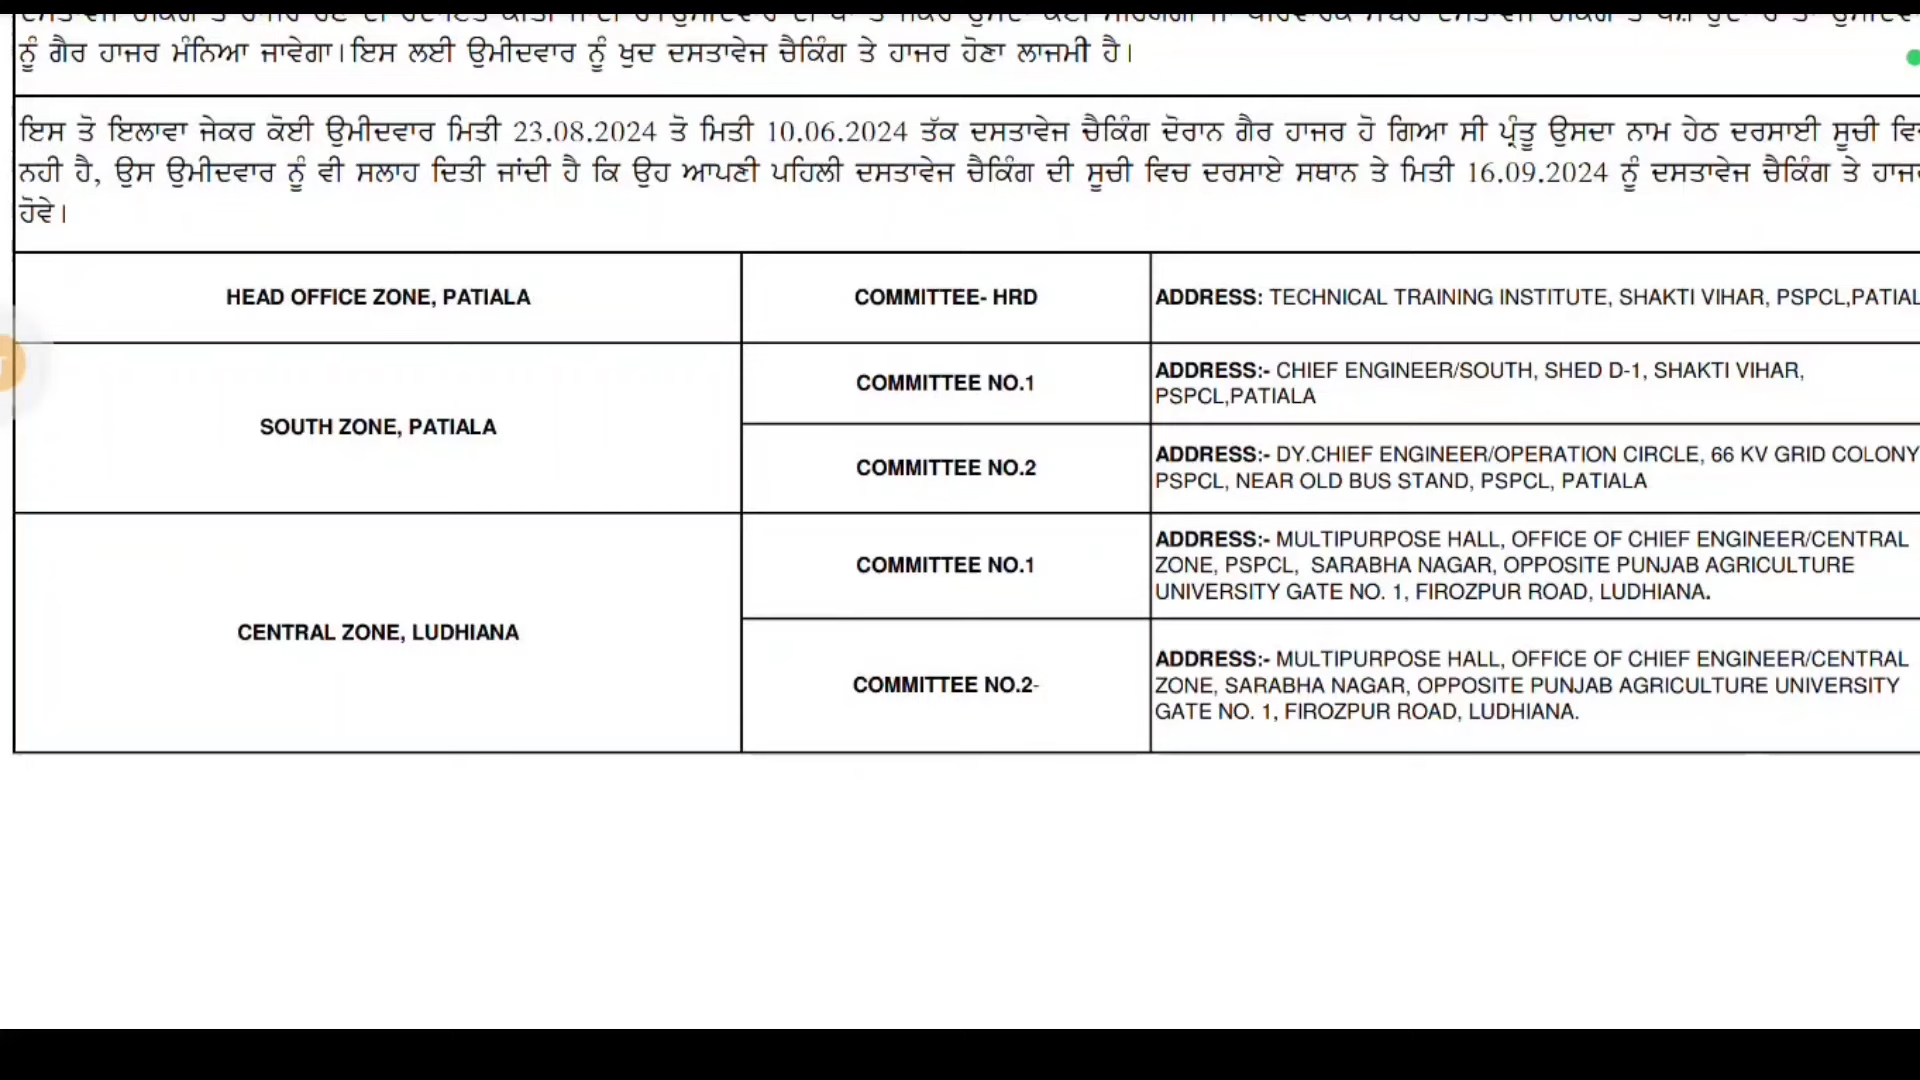 ਨੂੰ ਗੈਰ ਹਾਜਰ ਮੰਨਿਆ ਜਾਵੇਗਾ।ਇਸ ਲਈ ਉਮੀਦਵਾਰ ਨੂੰ ਖੁਦ ਦਸਤਾਵੇਜ ਚੈਕਿੰਗ ਤੇ ਹਾਜਰ ਹੋਣਾ ਲਾਜਮੀ ਹੈ।
ਇਸ ਤੋ ਇਲਾਵਾ ਜੇਕਰ ਕੋਈ ਉਮੀਦਵਾਰ ਮਿਤੀ 23.08.2024 ਤੋ ਮਿਤੀ 10.06.2024 ਤੱਕ ਦਸਤਾਵੇਜ ਚੈਕਿੰਗ ਦੋਰਾਨ ਗੈਰ ਹਾਜਰ ਹੋ ਗਿਆ ਸੀ ਪ੍ਰੰਤੂ ਉਸਦਾ ਨਾਮ ਹੇਠ ਦਰਸਾਈ ਸੂਚੀ
ਨਹੀ ਹੈ, ਉਸ ਉਮੀਦਵਾਰ ਨੂੰ ਵੀ ਸਲਾਹ ਦਿਤੀ ਜਾਂਦੀ ਹੈ ਕਿ ਉਹ ਆਪਣੀ ਪਹਿਲੀ ਦਸਤਾਵੇਜ ਚੈਕਿੰਗ ਦੀ ਸੂਚੀ ਵਿਚ ਦਰਸਾਏ ਸਥਾਨ ਤੇ ਮਿਤੀ 16.09.2024 ਨੂੰ ਦਸਤਾਵੇਜ ਚੈਕਿੰਗ ਤੇ
ਹੋਵੇ।
HEAD OFFICE ZONE, PATIALA
COMMITTEE- HRD
ADDRESS: TECHNICAL TRAINING INSTITUTE, SHAKTI VIHAR, PSPCL,PATIAL
SOUTH ZONE, PATIALA
COMMITTEE NO.1
ADDRESS:- CHIEF ENGINEER/SOUTH, SHED D-1, SHAKTI VIHAR,
PSPCL,PATIALA
COMMITTEE NO.2
ADDRESS:- DY.CHIEF ENGINEER/OPERATION CIRCLE, 66 KV GRID COLONY
PSPCL, NEAR OLD BUS STAND, PSPCL, PATIALA
CENTRAL ZONE, LUDHIANA
COMMITTEE NO.1
ADDRESS:- MULTIPURPOSE HALL, OFFICE OF CHIEF ENGINEER/CENTRAL
ZONE, PSPCL, SARABHA NAGAR, OPPOSITE PUNJAB AGRICULTURE
UNIVERSITY GATE NO. 1, FIROZPUR ROAD, LUDHIANA.
COMMITTEE NO.2-
ADDRESS:- MULTIPURPOSE HALL, OFFICE OF CHIEF ENGINEER/CENTRAL
ZONE, SARABHA NAGAR, OPPOSITE PUNJAB AGRICULTURE UNIVERSITY
GATE NO. 1, FIROZPUR ROAD, LUDHIANA.